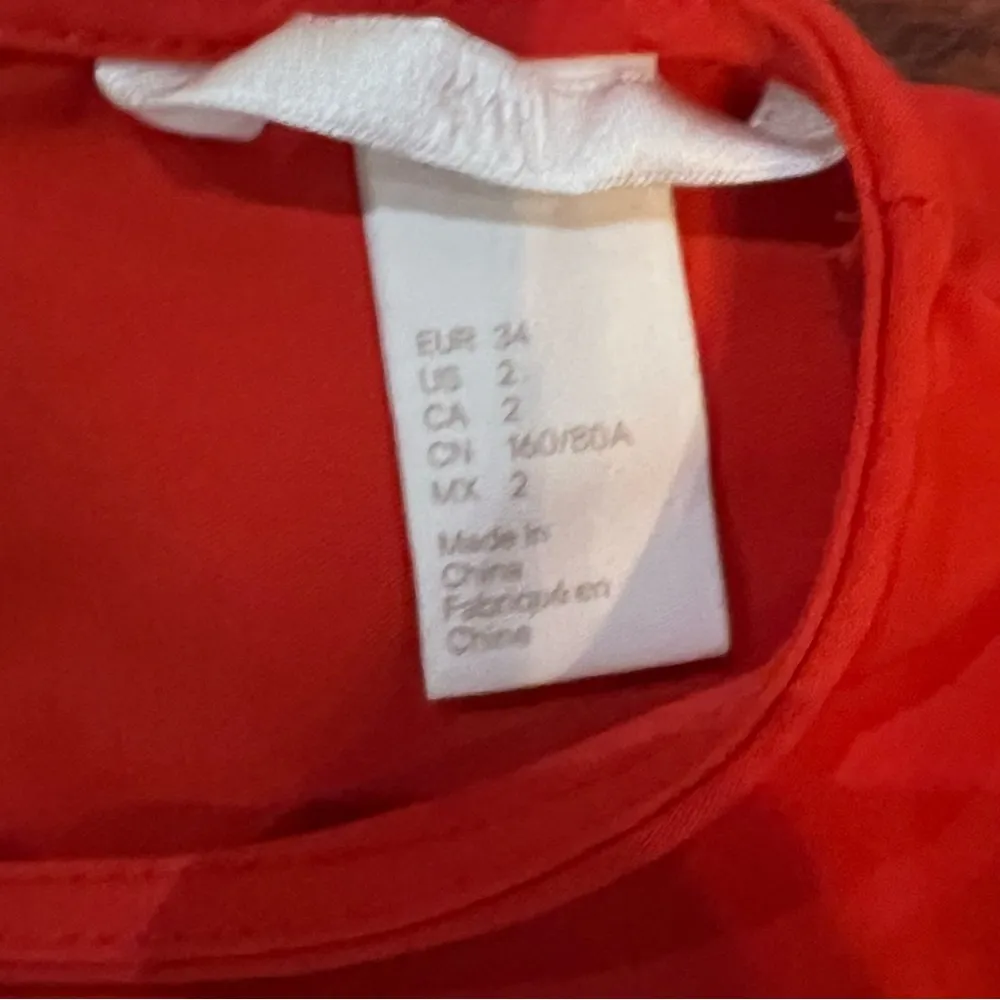 EUR 34
US 2
CA 2
CN 160/80A
MX 2
Made in
China
Fabriqué en
Chine